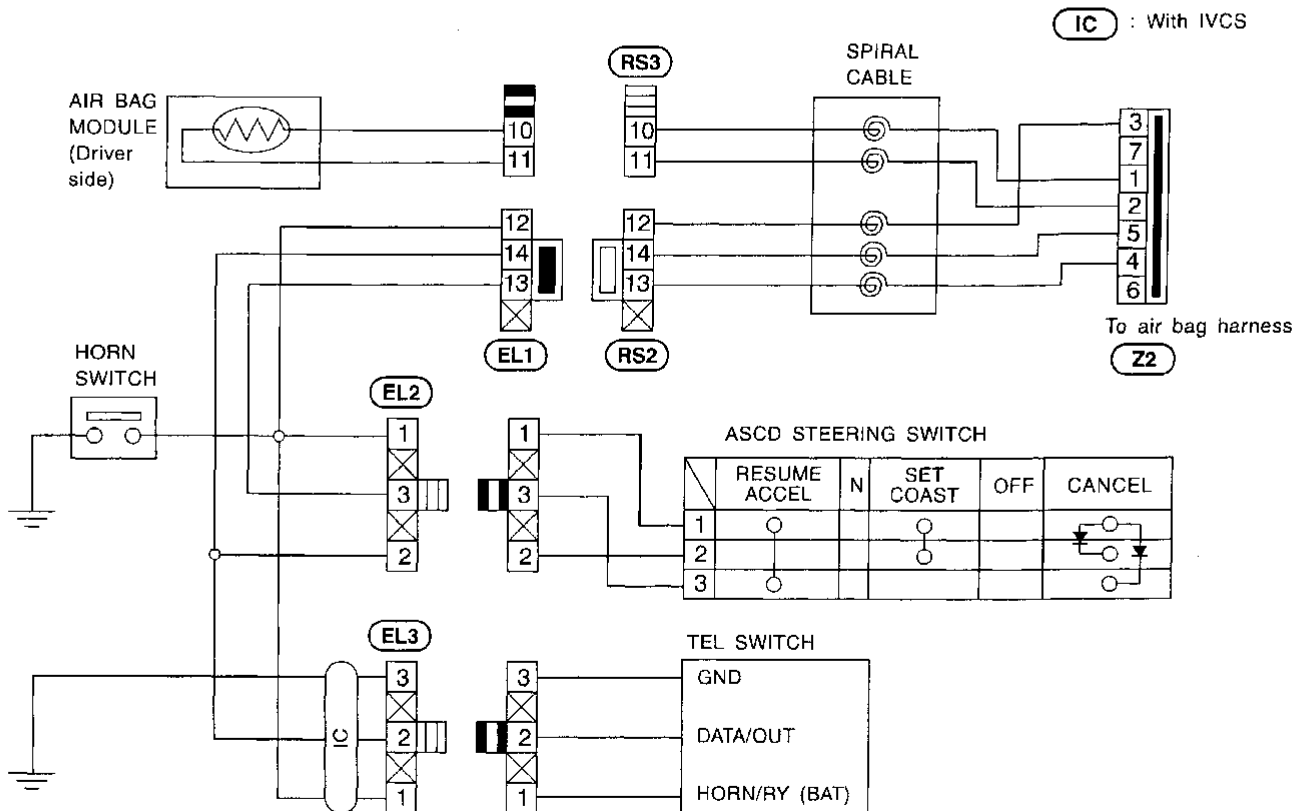 IC : With IVCS
SPIRAL
CABLE
RS3
AIR BAG
MODULE
(Driver
side)
10
11
10
11
3
7
1
2
5
4
6
12
14
13
12
14
13
EL1
RS2
To air bag harness
Z2
HORN
SWITCH
EL2
1
3
2
1
3
2
ASCD STEERING SWITCH
RESUME
ACCEL
N
SET
COAST
OFF
CANCEL
1
2
3
EL3
TEL SWITCH
IC
3
2
1
3
2
1
GND
DATA/OUT
HORN/RY (BAT)